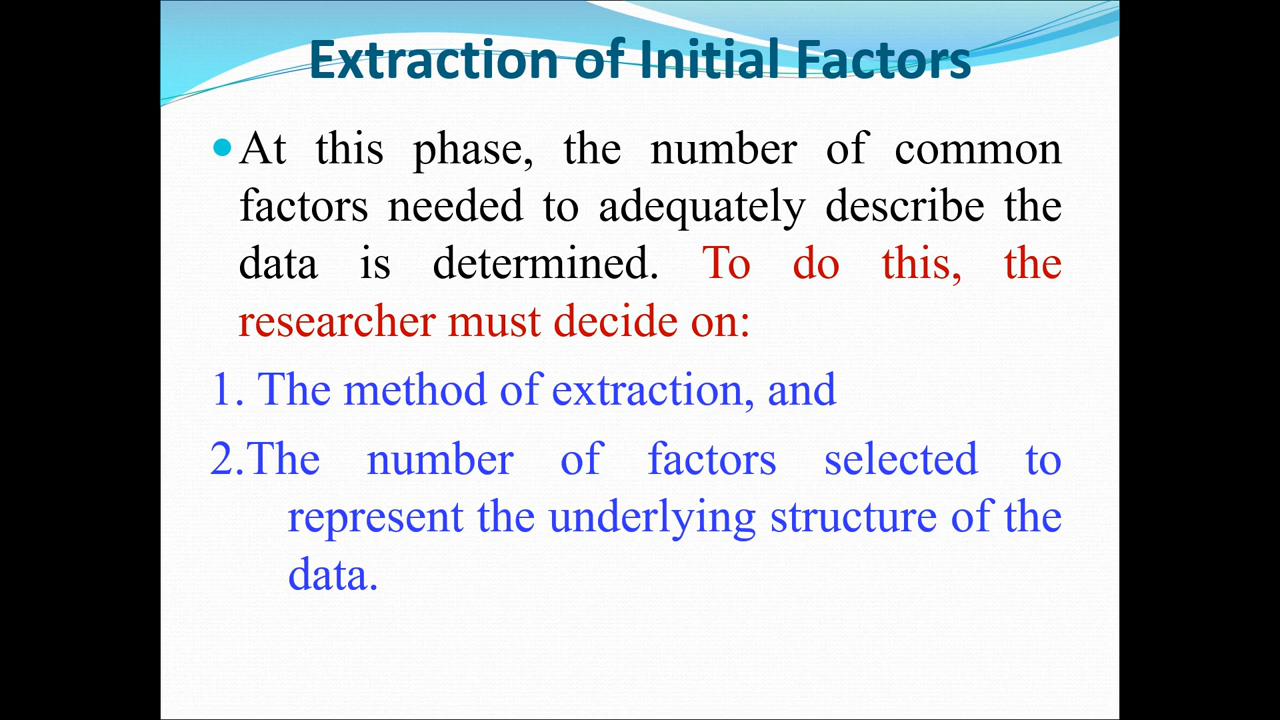 Extraction of Initial Factors
At this phase, the number of common
factors needed to adequately describe the
data is determined. To do this, the
researcher must decide on:
1. The method of extraction, and
2.The number of factors selected to
represent the underlying structure of the
data.